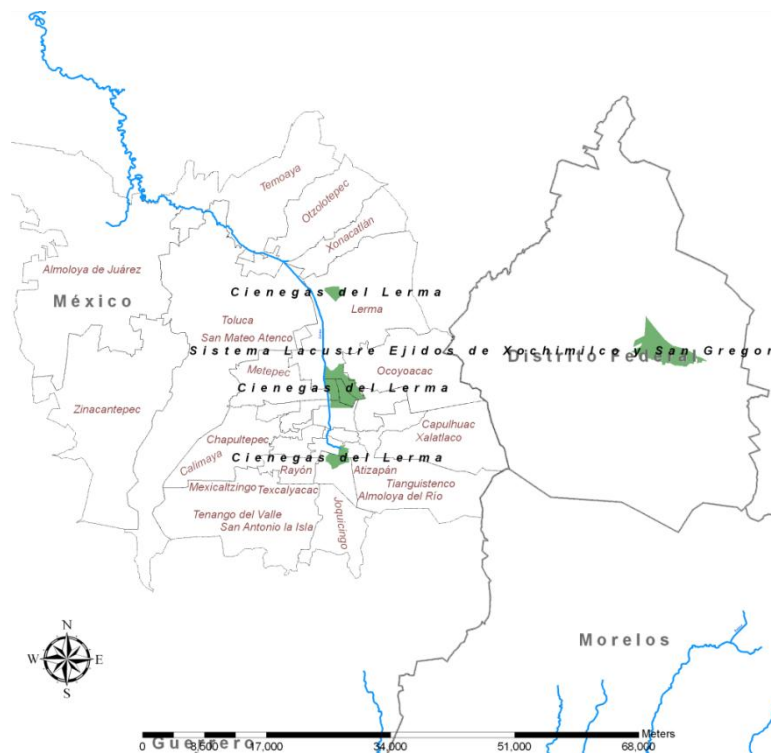 Temoaya
Otzolotepec
Xonacatlán
Almoloya de Juárez
México
Cienegas del Lerma
Lerma
Toluca
San Mateo Atenco
Sistema Lacustre Ejidos de Xochimilco y San Gregor
Distrito Federal
Metepec
Ocoyoacac
Cienegas del Lerma
Zinacantepec
Capulhuac
Xalatlaco
Chapultepec
Calimaya
Cienegas del Lerma
Rayón
Atizapán
Mexicaltzingo
Texcalyacac
Tianguistenco
Almoloya del Río
Tenango del Valle
San Antonio la Isla
Joquicingo
N
W
E
S
Morelos
Guerrero
Meters
0 8,500 17,000 34,000 51,000 68,000